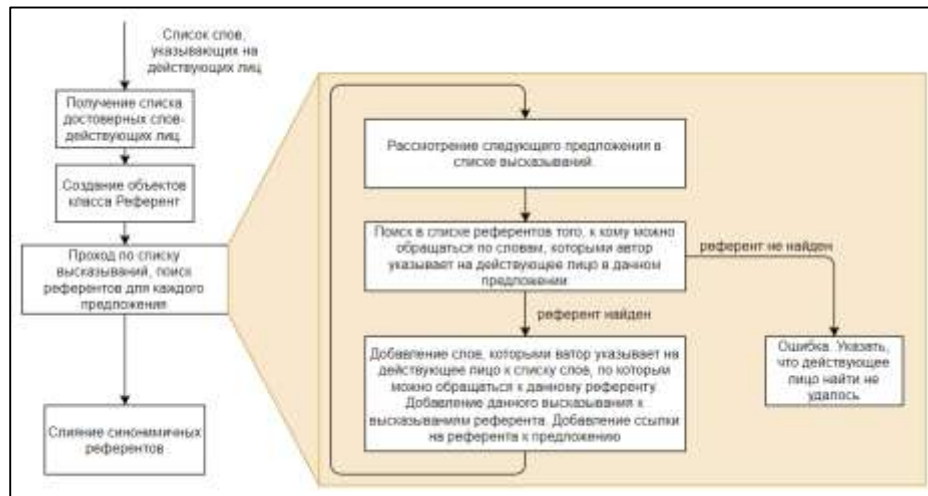 Список слов,
указывающих на
действующих лиц
Получение списка
достоверных слов-
действующих лиц
Создание объектов
класса Референт
Проход по списку
высказываний, поиск
референтов для каждого
предложения
Слияние синонимичных
референтов
Рассмотрение следующего предложения в
списке высказываний.
Поиск в списке референтов того, к кому можно
обращаться по словам, которыми автор
указывает на действующее лицо в данном
предложении
референт не найден
референт найден
Добавление слов, которыми ватор указывает на
действующее лицо к списку слов, по которым
можно обращаться к данному референту.
Добавление данного высказывания к
высказываниям референта. Добавление ссылки
на референта к предложению
Ошибка. Указать,
что действующее
лицо найти не
удалось.